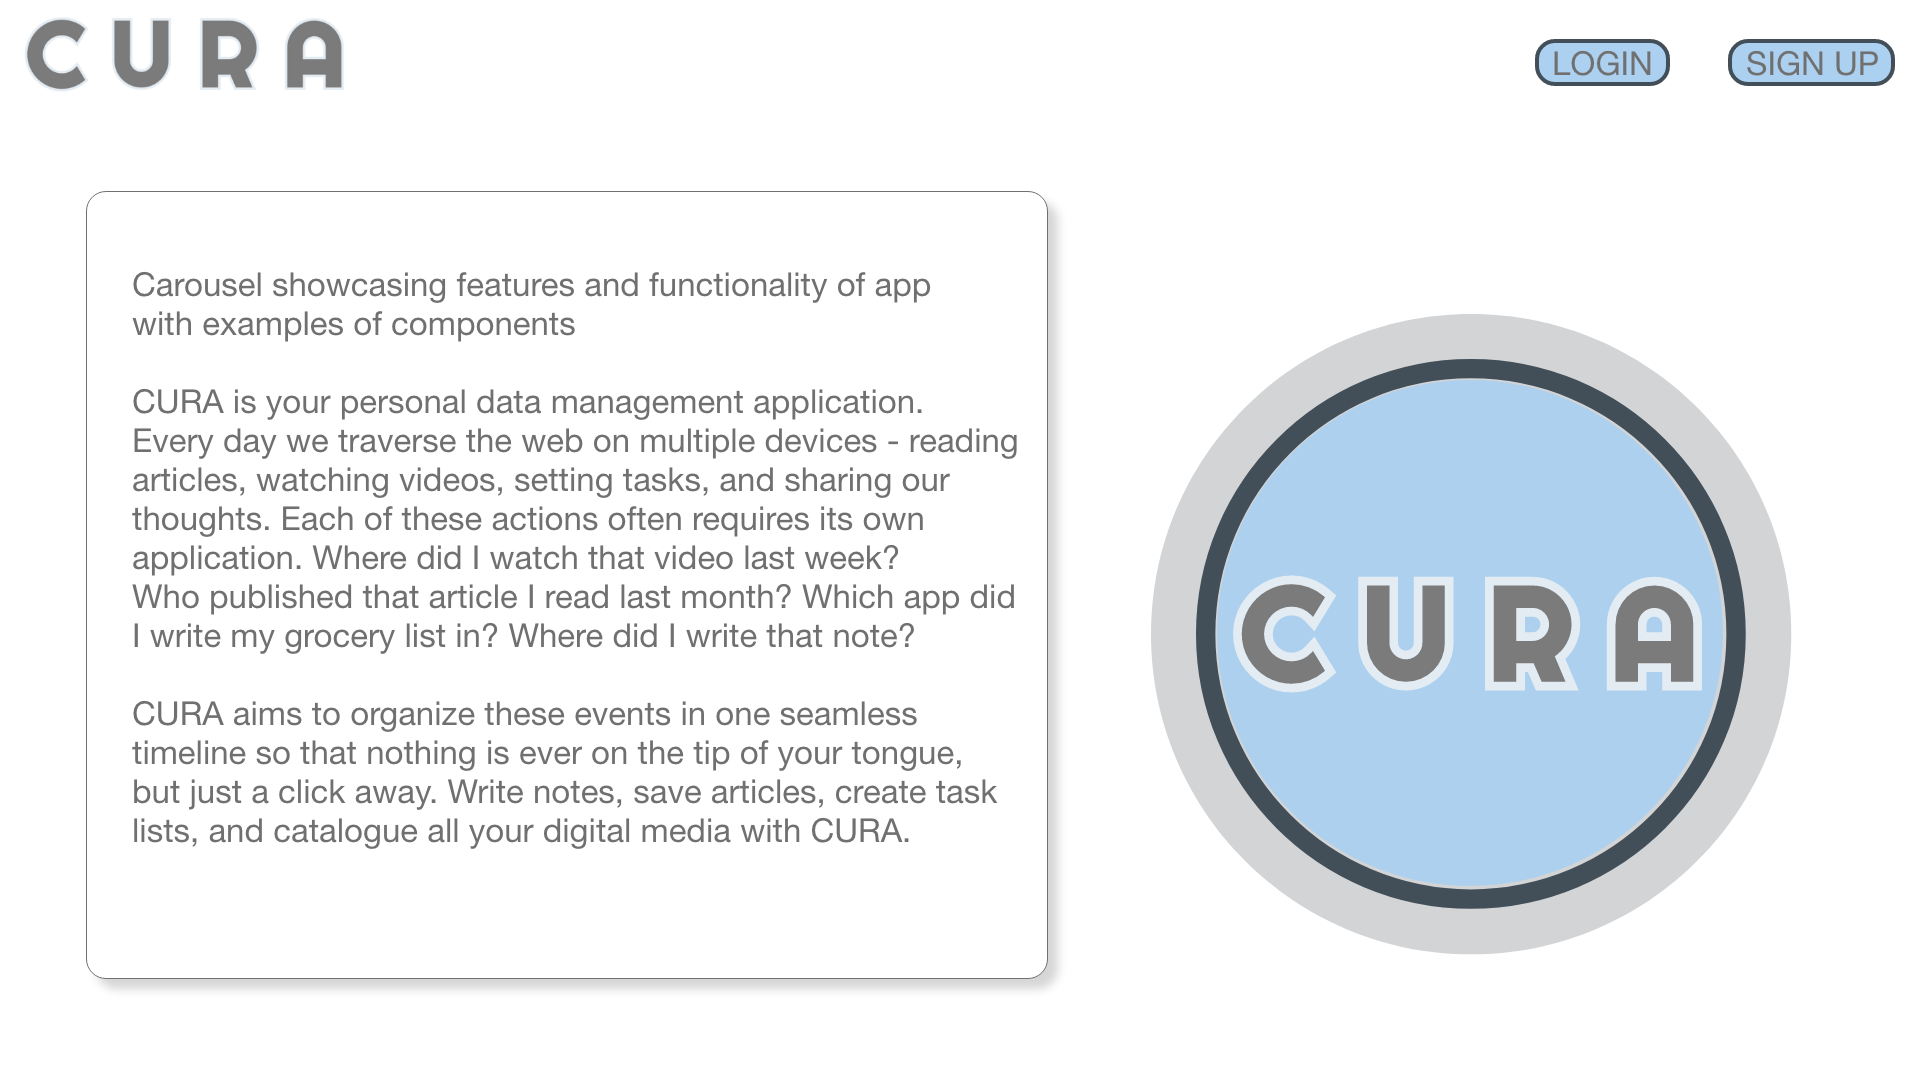 CURA
LOGIN
SIGN UP
Carousel showcasing features and functionality of app
with examples of components
CURA is your personal data management application.
Every day we traverse the web on multiple devices - reading
articles, watching videos, setting tasks, and sharing our
thoughts. Each of these actions often requires its own
application. Where did I watch that video last week?
Who published that article I read last month? Which app did
I write my grocery list in? Where did I write that note?
CURA aims to organize these events in one seamless
timeline so that nothing is ever on the tip of your tongue,
but just a click away. Write notes, save articles, create task
lists, and catalogue all your digital media with CURA.
CURA